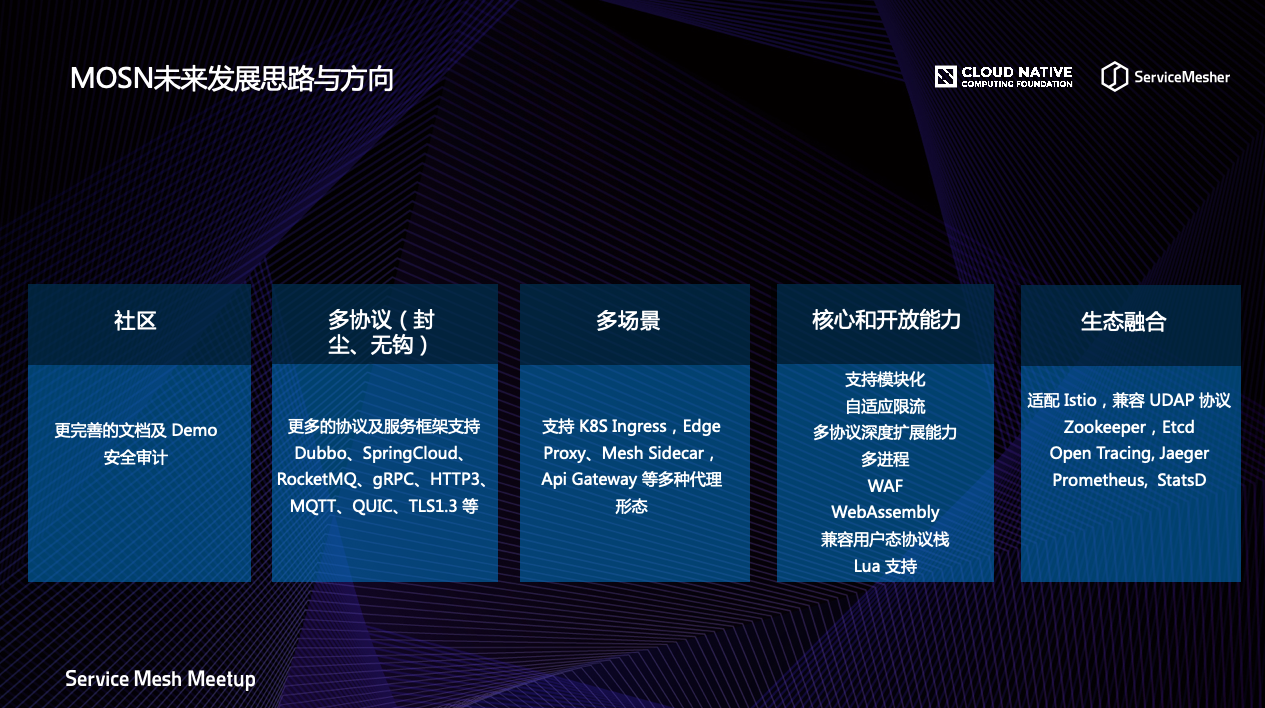 MOSN未来发展思路与方向
CLOUD NATIVE
COMPUTING FOUNDATION
ServiceMesher
社区
更完善的文档及 Demo
安全审计
多协议（封
尘、无钩）
更多的协议及服务框架支持
Dubbo、SpringCloud、
RocketMQ、gRPC、HTTP3、
MQTT、QUIC、TLS1.3 等
多场景
支持 K8S Ingress，Edge
Proxy、Mesh Sidecar，
Api Gateway 等多种代理
形态
核心和开放能力
支持模块化
自适应限流
多协议深度扩展能力
多进程
WAF
WebAssembly
兼容用户态协议栈
Lua 支持
生态融合
适配 Istio，兼容 UDAP 协议
Zookeeper，Etcd
Open Tracing, Jaeger
Prometheus,  StatsD
Service Mesh Meetup